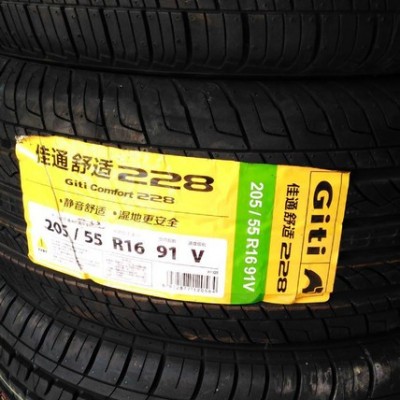 佳通舒适228
Giti Comfort 228
·静音舒适 ·湿地更安全
205 / 55 R16 91 V
205 / 55 R16 91V
佳通舒适228
Giti